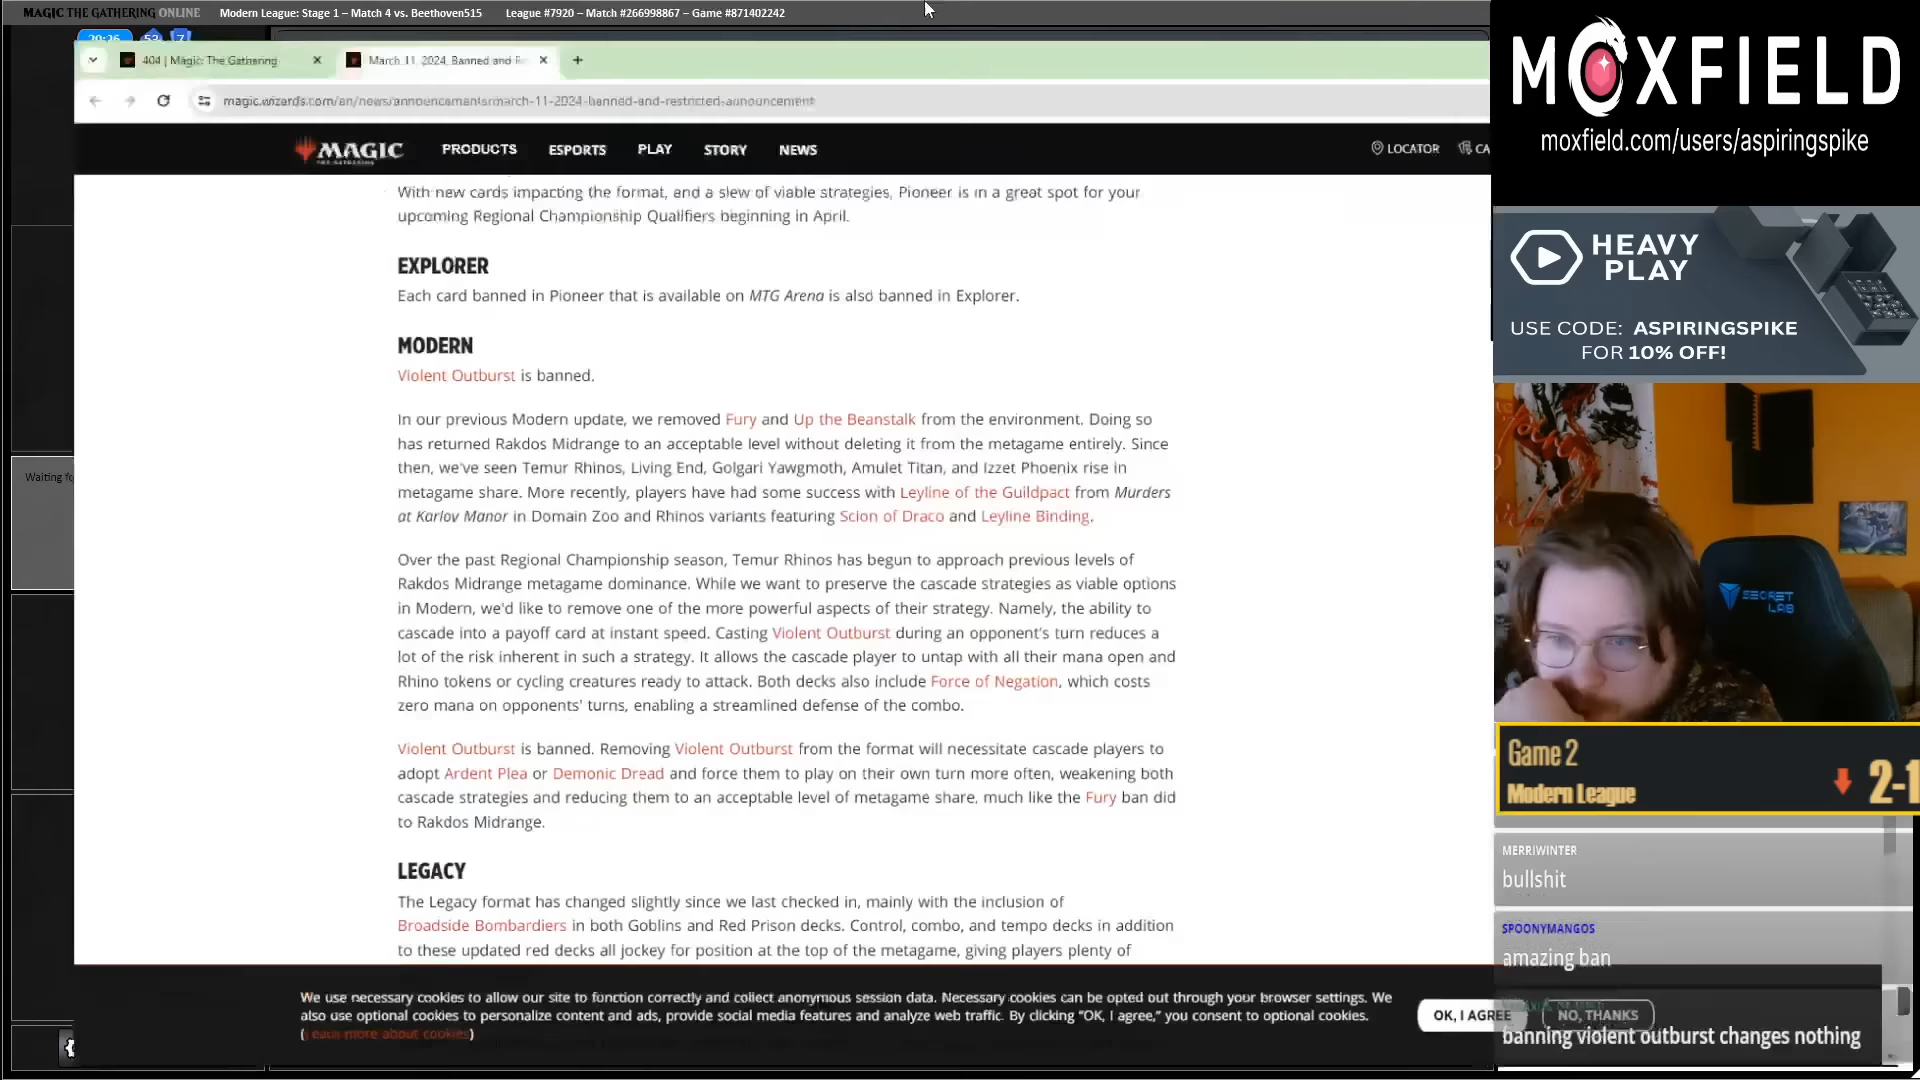 MAGIC THE GATHERING ONLINE Modern League: Stage 1 – Match 4 vs. Beethoven515 League #7920 – Match #266998867 – Game #871402242
29:26 53 7
404 | Magic: The Gathering
March 11, 2024, Banned and Re
magic.wizards.com/en/news/announcements/march-11-2024-banned-and-restricted-announcement
MAGIC
THE GATHERING
PRODUCTS ESPORTS PLAY STORY NEWS LOCATOR CA
With new cards impacting the format, and a slew of viable strategies, Pioneer is in a great spot for your
upcoming Regional Championship Qualifiers beginning in April.
EXPLORER
Each card banned in Pioneer that is available on MTG Arena is also banned in Explorer.
MODERN
Violent Outburst is banned.
In our previous Modern update, we removed Fury and Up the Beanstalk from the environment. Doing so
has returned Rakdos Midrange to an acceptable level without deleting it from the metagame entirely. Since
then, we've seen Temur Rhinos, Living End, Golgari Yawgmoth, Amulet Titan, and Izzet Phoenix rise in
metagame share. More recently, players have had some success with Leyline of the Guildpact from Murders
at Karlov Manor in Domain Zoo and Rhinos variants featuring Scion of Draco and Leyline Binding.
Over the past Regional Championship season, Temur Rhinos has begun to approach previous levels of
Rakdos Midrange metagame dominance. While we want to preserve the cascade strategies as viable options
in Modern, we'd like to remove one of the more powerful aspects of their strategy. Namely, the ability to
cascade into a payoff card at instant speed. Casting Violent Outburst during an opponent's turn reduces a
lot of the risk inherent in such a strategy. It allows the cascade player to untap with all their mana open and
Rhino tokens or cycling creatures ready to attack. Both decks also include Force of Negation, which costs
zero mana on opponents' turns, enabling a streamlined defense of the combo.
Violent Outburst is banned. Removing Violent Outburst from the format will necessitate cascade players to
adopt Ardent Plea or Demonic Dread and force them to play on their own turn more often, weakening both
cascade strategies and reducing them to an acceptable level of metagame share, much like the Fury ban did
to Rakdos Midrange.
LEGACY
The Legacy format has changed slightly since we last checked in, mainly with the inclusion of
Broadside Bombardiers in both Goblins and Red Prison decks. Control, combo, and tempo decks in addition
to these updated red decks all jockey for position at the top of the metagame, giving players plenty of
We use necessary cookies to allow our site to function correctly and collect anonymous session data. Necessary cookies can be opted out through your browser settings. We
also use optional cookies to personalize content and ads, provide social media features and analyze web traffic. By clicking “OK, I agree,” you consent to optional cookies.
(Learn more about cookies)
OK, I AGREE
NO, THANKS
Waiting fo
MOXFIELD
moxfield.com/users/aspiringspike
HEAVY
PLAY
USE CODE: ASPIRINGSPIKE
FOR 10% OFF!
SECRET
LAB
Game 2
Modern League
2-1
MERRIWINTER
bullshit
SPOONYMANGOS
amazing ban
banning violent outburst changes nothing